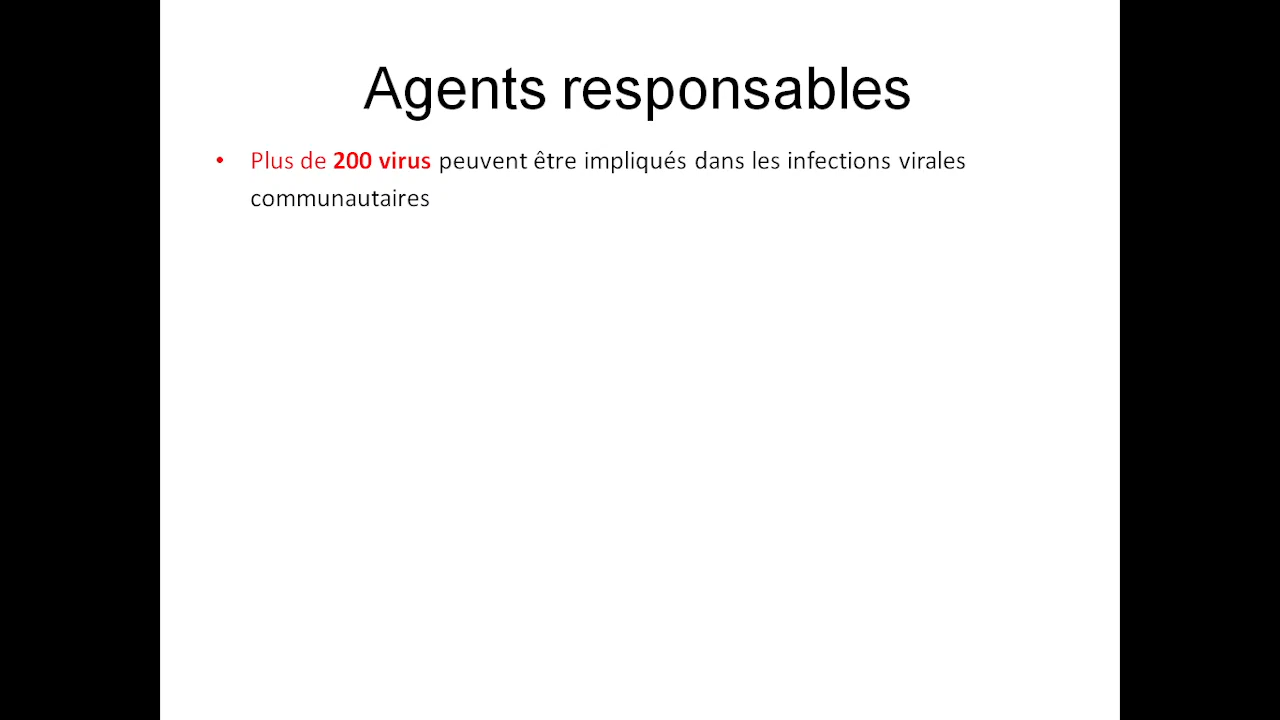 Agents responsables
• Plus de 200 virus peuvent être impliqués dans les infections virales
communautaires